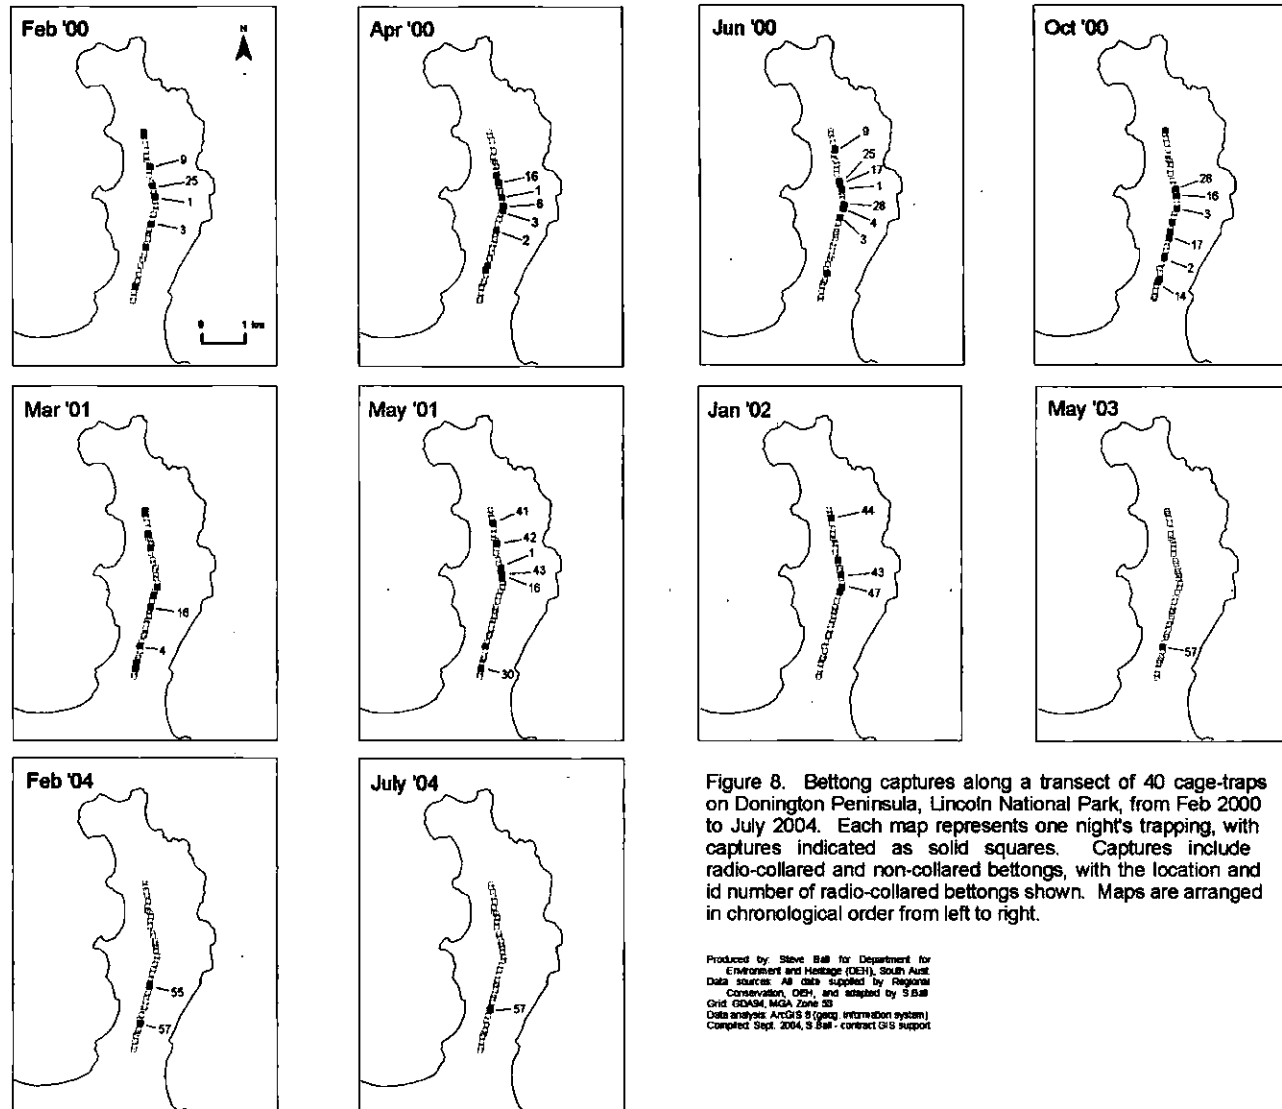 Feb '00
N
9
25
1
3
0 1 km
Apr '00
16
1
8
3
2
Jun '00
9
25
17
1
28
4
3
Oct '00
28
16
3
17
2
14
Mar '01
16
4
May '01
41
42
1
43
16
30
Jan '02
44
43
47
May '03
57
Feb '04
55
57
July '04
57
Figure 8. Bettong captures along a transect of 40 cage-traps
on Donington Peninsula, Lincoln National Park, from Feb 2000
to July 2004. Each map represents one night's trapping, with
captures indicated as solid squares. Captures include
radio-collared and non-collared bettongs, with the location and
id number of radio-collared bettongs shown. Maps are arranged
in chronological order from left to right.
Produced by: Steve Ball for Department for
Environment and Heritage (DEH), South Aust.
Data sources: All data supplied by Regional
Conservation, DEH, and adapted by S.Ball
Grid: GDA94, MGA Zone 53
Data analysis: ArcGIS 8 (geog. information system)
Compiled: Sept. 2004, S.Ball - contract GIS support